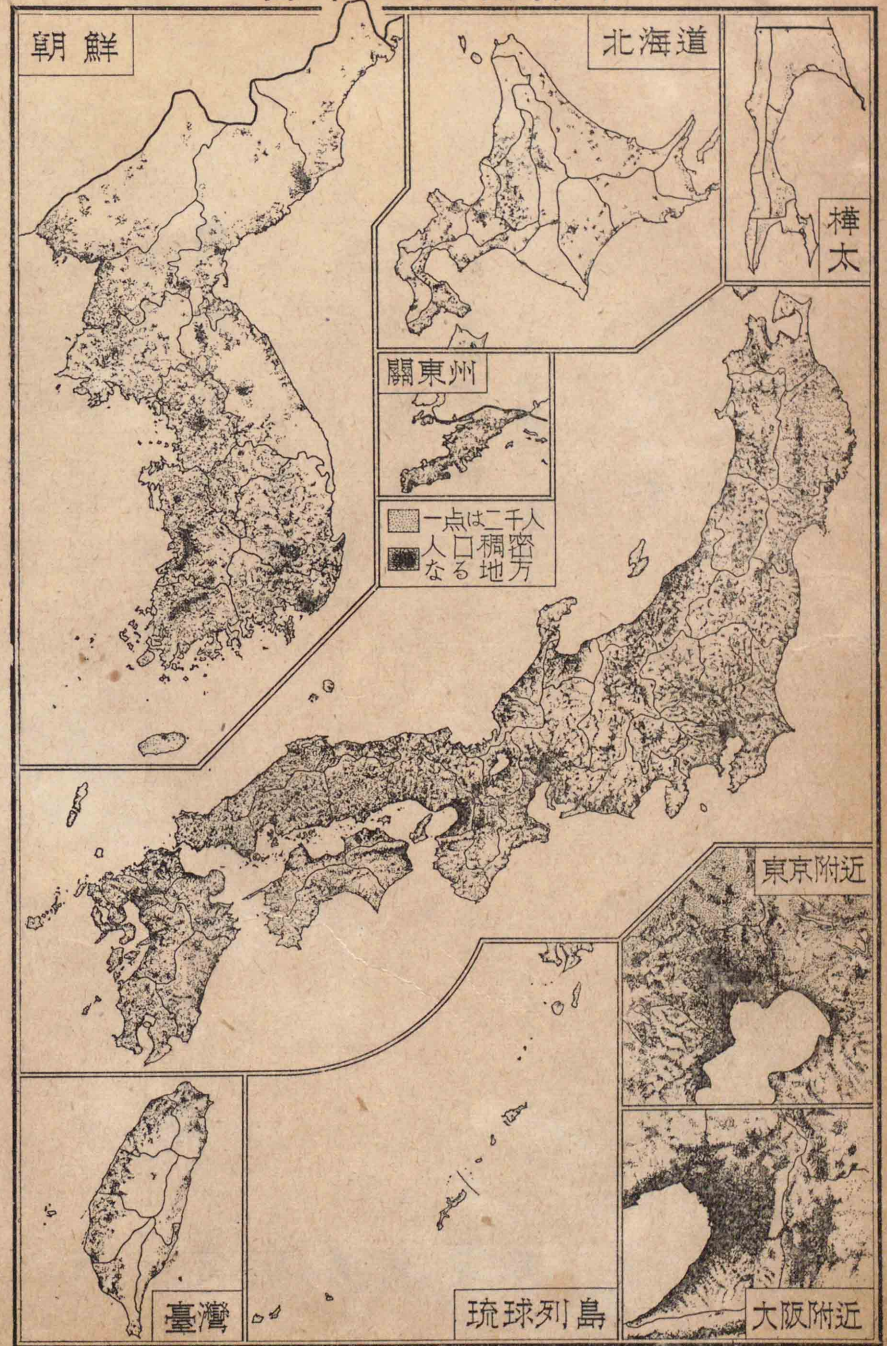 朝鮮
北海道
樺太
關東州
一点は二千人
人口稠密
なる地方
東京附近
臺灣
琉球列島
大阪附近